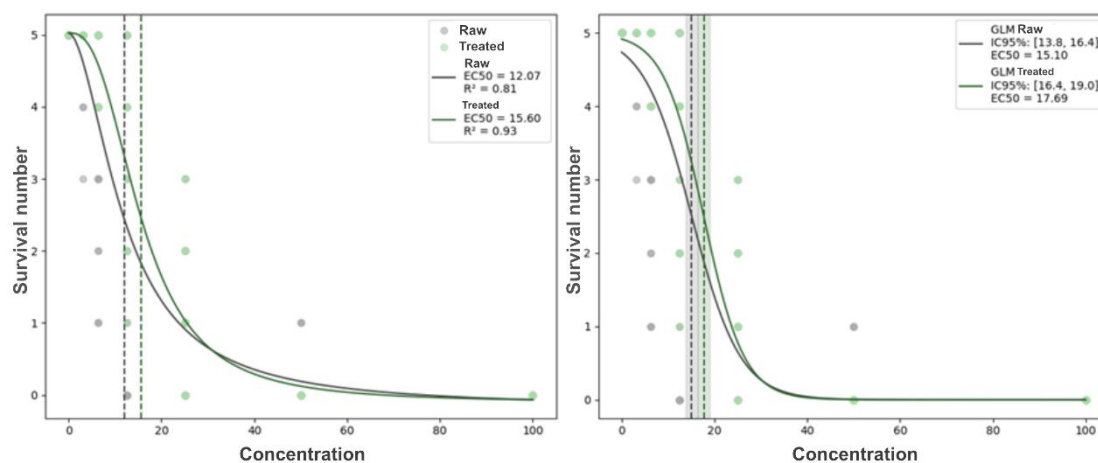 Raw
Treated
Raw
EC50 = 12.07
R² = 0.81
Treated
EC50 = 15.60
R² = 0.93
5
4
3
2
1
0
Survival number
0
20
40
60
80
100
Concentration
GLM Raw
IC95%: [13.8, 16.4]
EC50 = 15.10
GLM Treated
IC95%: [16.4, 19.0]
EC50 = 17.69
5
4
3
2
1
0
Survival number
0
20
40
60
80
100
Concentration